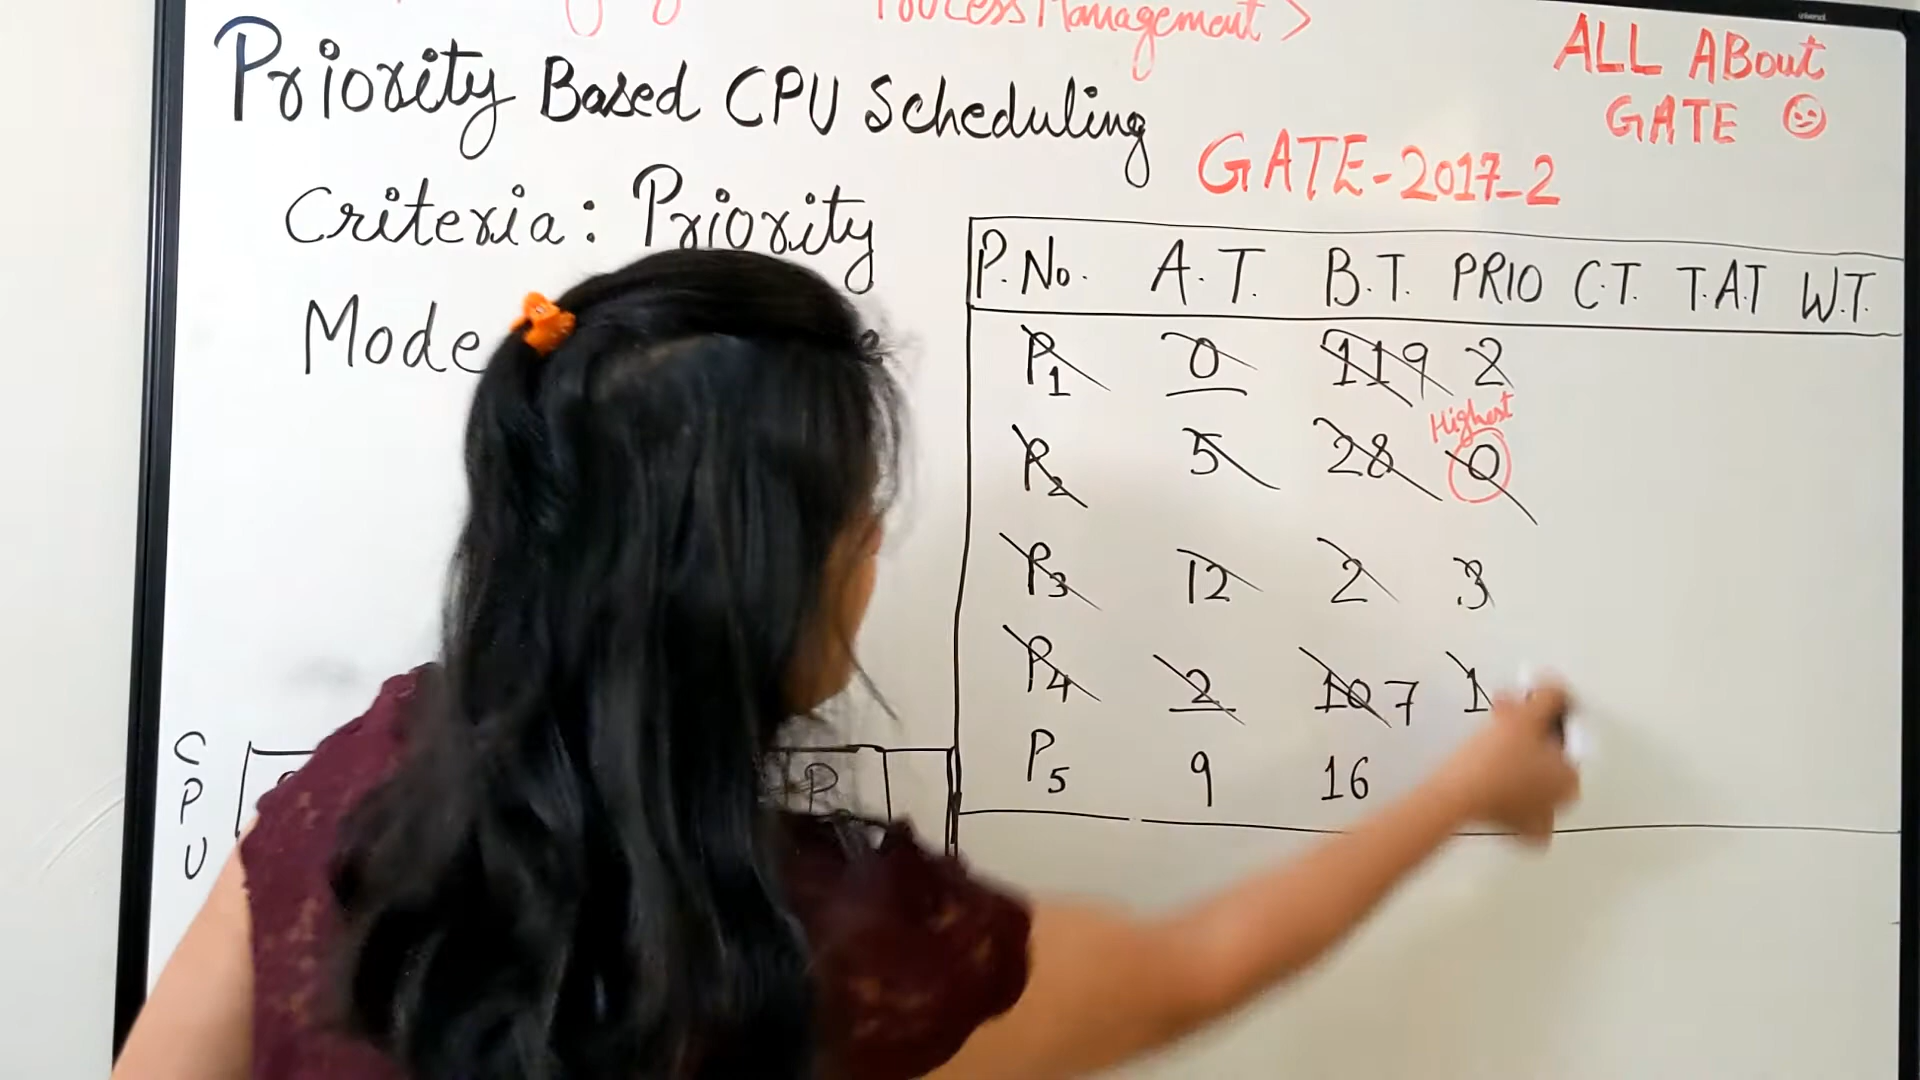 Process Management >
ALL ABout
GATE
Priority Based CPU Scheduling
GATE-2017_2
Criteria: Priority
Mode
P.No. A.T. B.T. PRIO C.T. T.A.T W.T.
P1 0 11 9 2
Highest
P2 5 28 0
P3 12 2 3
P4 2 10 7 1
P5 9 16
C
P
U
P